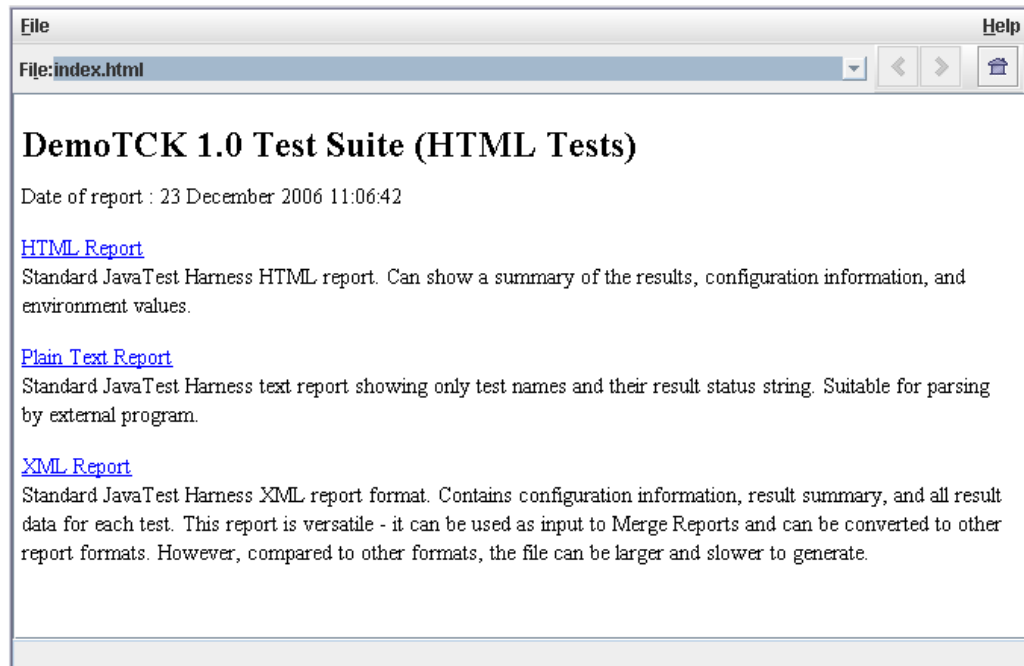 File Help
File: index.html
DemoTCK 1.0 Test Suite (HTML Tests)
Date of report : 23 December 2006 11:06:42
HTML Report
Standard JavaTest Harness HTML report. Can show a summary of the results, configuration information, and
environment values.
Plain Text Report
Standard JavaTest Harness text report showing only test names and their result status string. Suitable for parsing
by external program.
XML Report
Standard JavaTest Harness XML report format. Contains configuration information, result summary, and all result
data for each test. This report is versatile - it can be used as input to Merge Reports and can be converted to other
report formats. However, compared to other formats, the file can be larger and slower to generate.